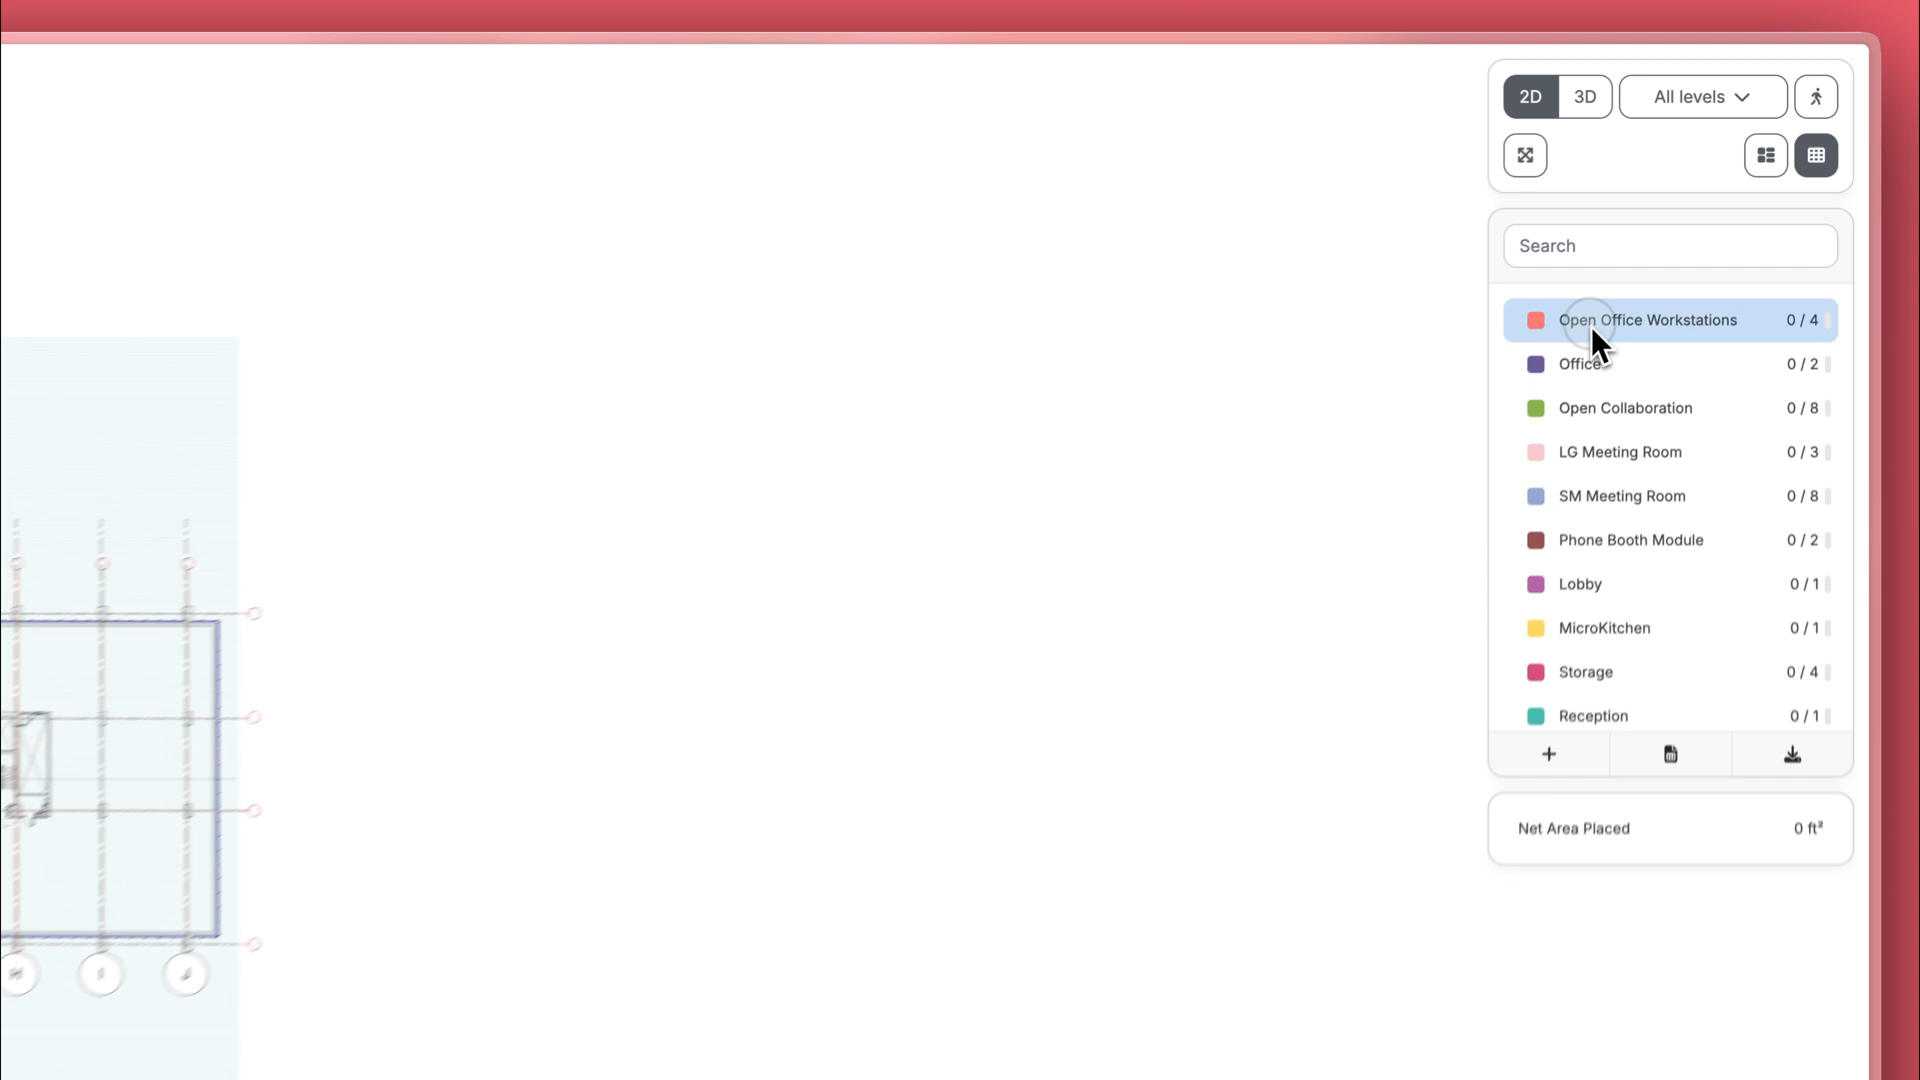 2D 3D All levels
Search
Open Office Workstations 0 / 4
Office 0 / 2
Open Collaboration 0 / 8
LG Meeting Room 0 / 3
SM Meeting Room 0 / 8
Phone Booth Module 0 / 2
Lobby 0 / 1
MicroKitchen 0 / 1
Storage 0 / 4
Reception 0 / 1
Net Area Placed 0 ft²